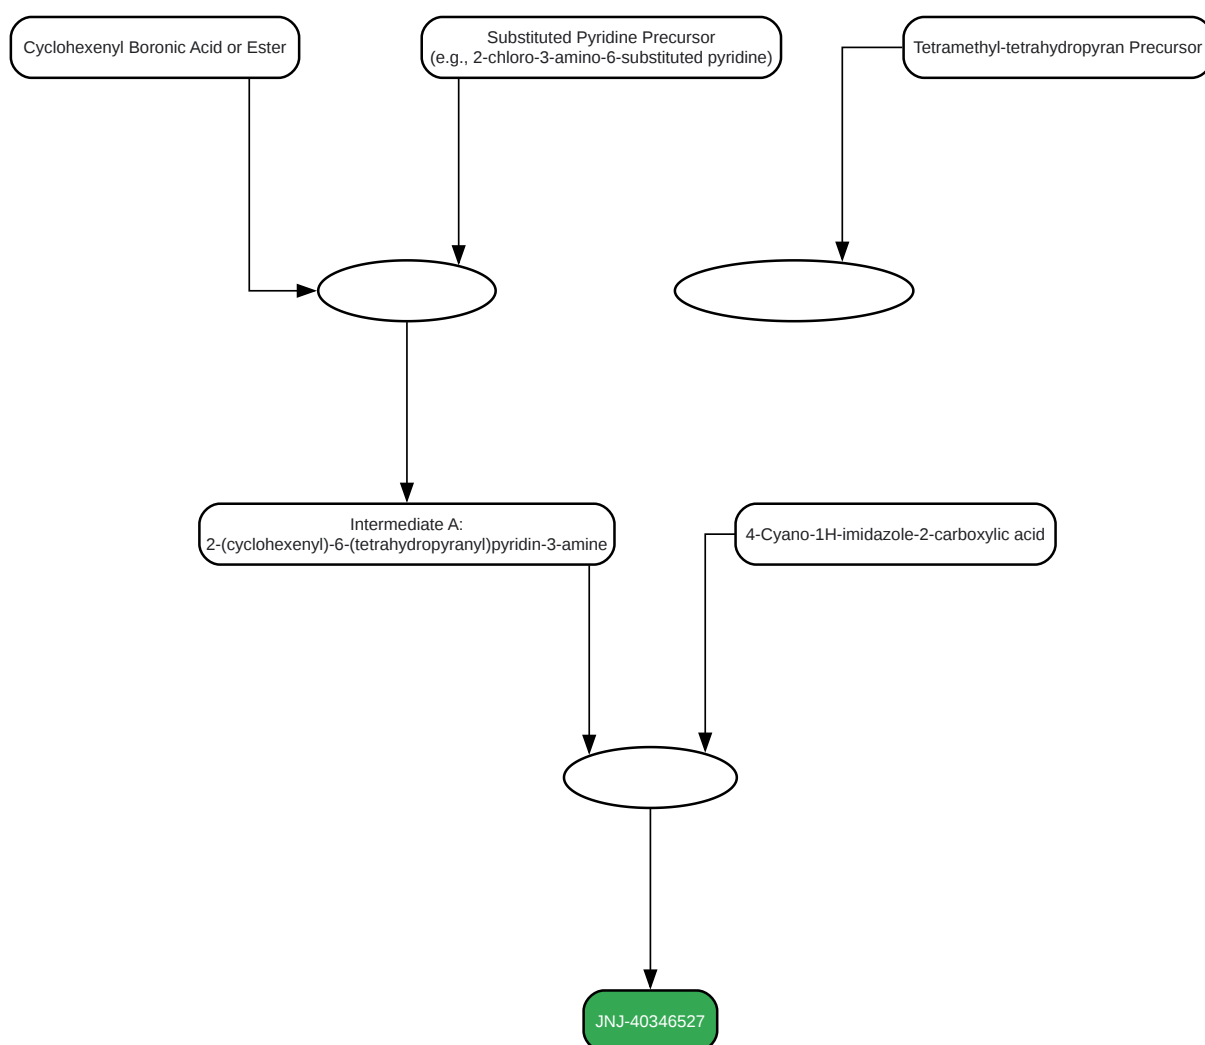 Cyclohexenyl Boronic Acid or Ester
Substituted Pyridine Precursor
(e.g., 2-chloro-3-amino-6-substituted pyridine)
Tetramethyl-tetrahydropyran Precursor
Intermediate A:
2-(cyclohexenyl)-6-(tetrahydropyranyl)pyridin-3-amine
4-Cyano-1H-imidazole-2-carboxylic acid
JNJ-40346527